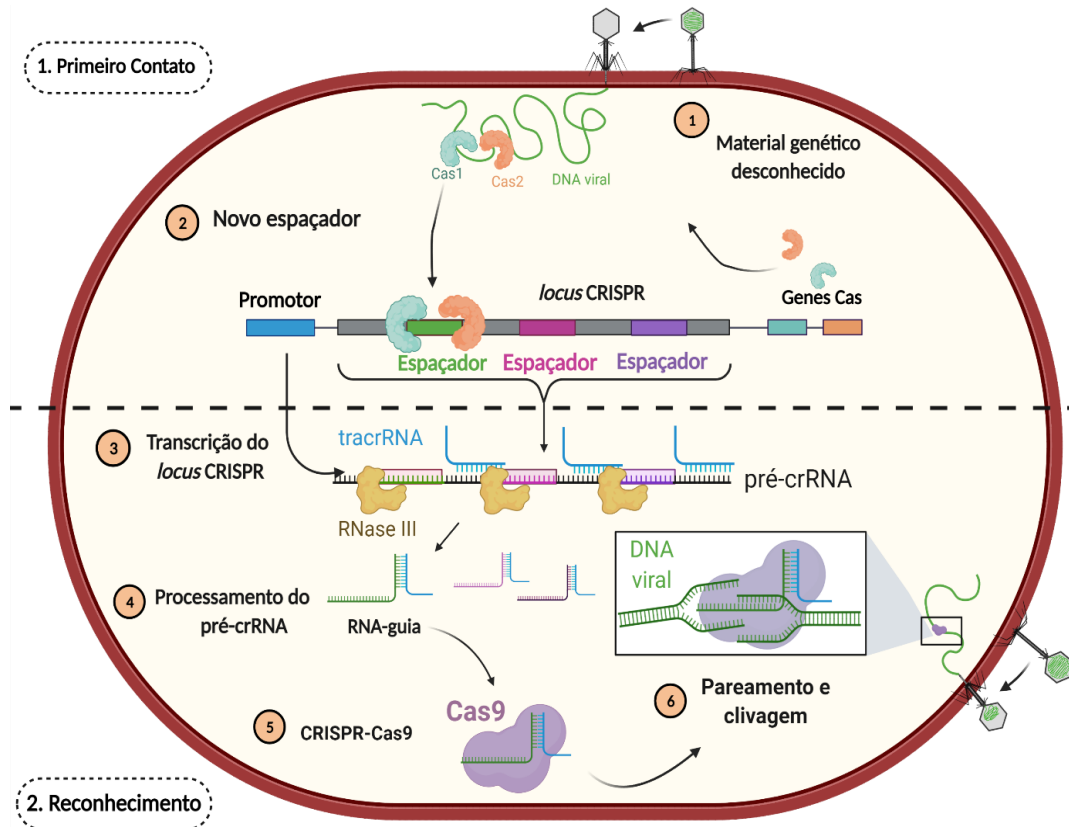 1. Primeiro Contato
1
Material genético
desconhecido
Cas1
Cas2
DNA viral
2
Novo espaçador
Promotor
locus CRISPR
Genes Cas
Espaçador
Espaçador
Espaçador
3
Transcrição do
locus CRISPR
tracrRNA
pré-crRNA
RNase III
4
Processamento do
pré-crRNA
RNA-guia
DNA
viral
5
CRISPR-Cas9
Cas9
6
Pareamento e
clivagem
2. Reconhecimento